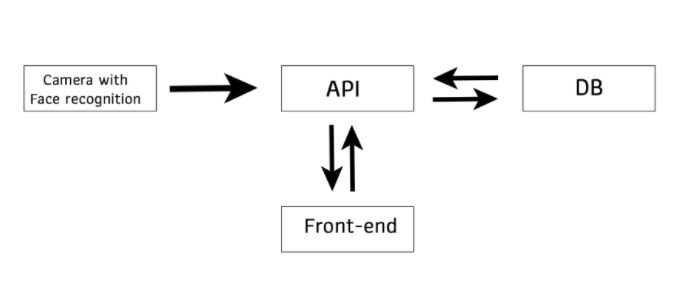 Camera with
Face recognition
API
DB
Front-end